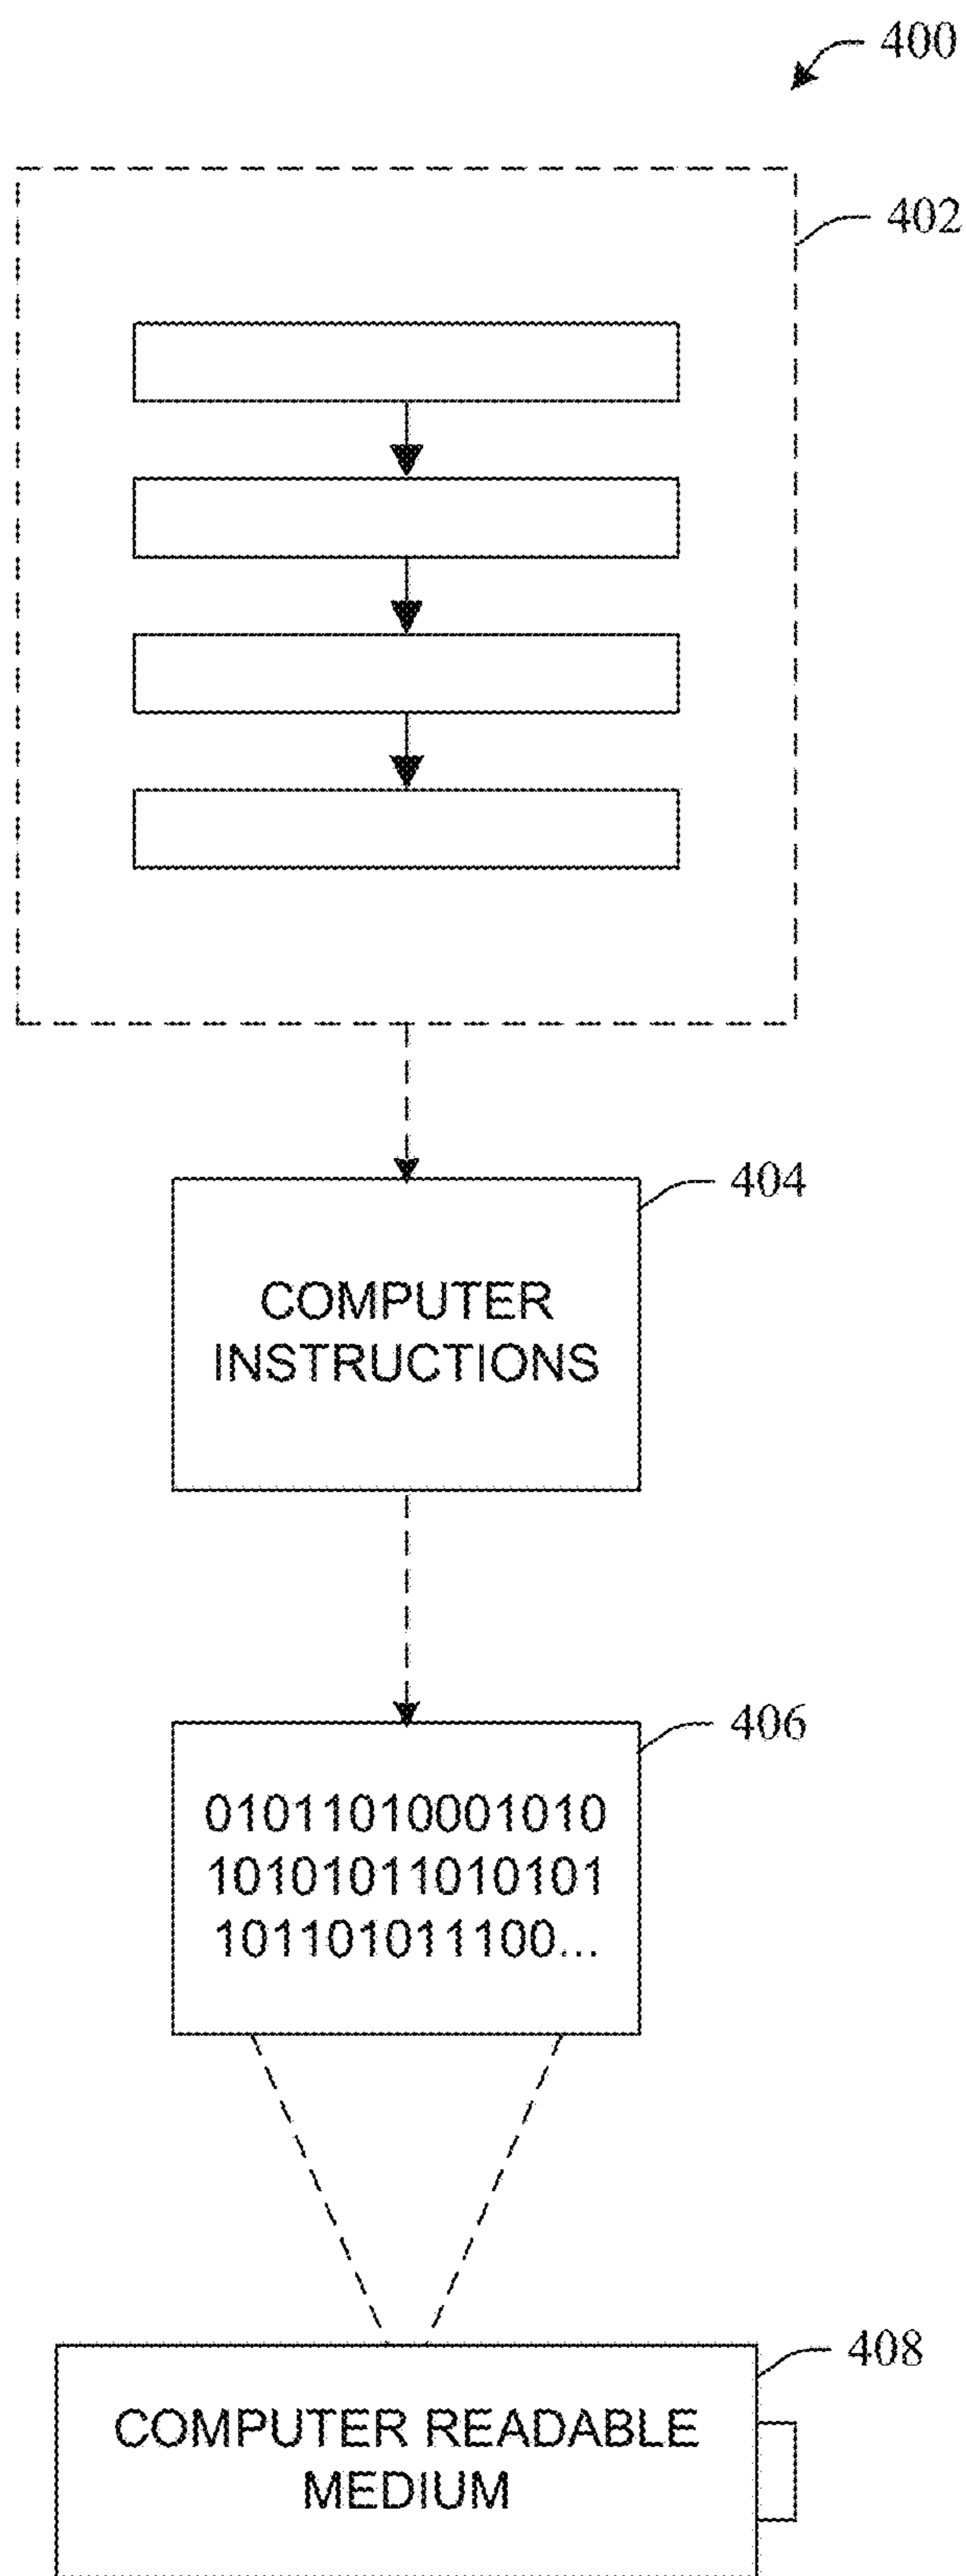 400
402
404
COMPUTER
INSTRUCTIONS
406
01011010001010
10101011010101
101101011100...
408
COMPUTER READABLE
MEDIUM